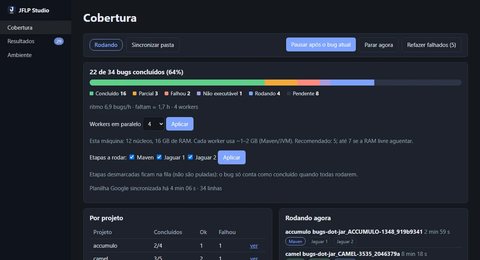 JFLP Studio
Cobertura
Resultados 29
Ambiente
Cobertura
Rodando Sincronizar pasta Pausar após o bug atual Parar agora Refazer falhados (5)
22 de 34 bugs concluídos (64%)
Concluído 16 Parcial 3 Falhou 2 Não executável 1 Rodando 4 Pendente 8
ritmo 6,9 bugs/h · faltam ≈ 1,7 h · 4 workers
Workers em paralelo 4 Aplicar
Esta máquina: 12 núcleos, 16 GB de RAM. Cada worker usa ~1–2 GB (Maven/JVM). Recomendado: 5; até 7 se a RAM livre aguentar.
Etapas a rodar: Maven Jaguar 1 Jaguar 2 Aplicar
Etapas desmarcadas ficam na fila (não são puladas): o bug só conta como concluído quando todas rodarem.
Planilha Google sincronizada há 4 min 06 s · 34 linhas
Por projeto
Projeto Concluídos Ok Falhou
accumulo 2/4 1 1 ver
camel 3/5 2 1 ver
Rodando agora
accumulo bugs-dot-jar_ACCUMULO-1348_919b9341 2 min 59 s
Maven Jaguar 1 Jaguar 2
camel bugs-dot-jar_CAMEL-3535_2046379a 8 min 18 s